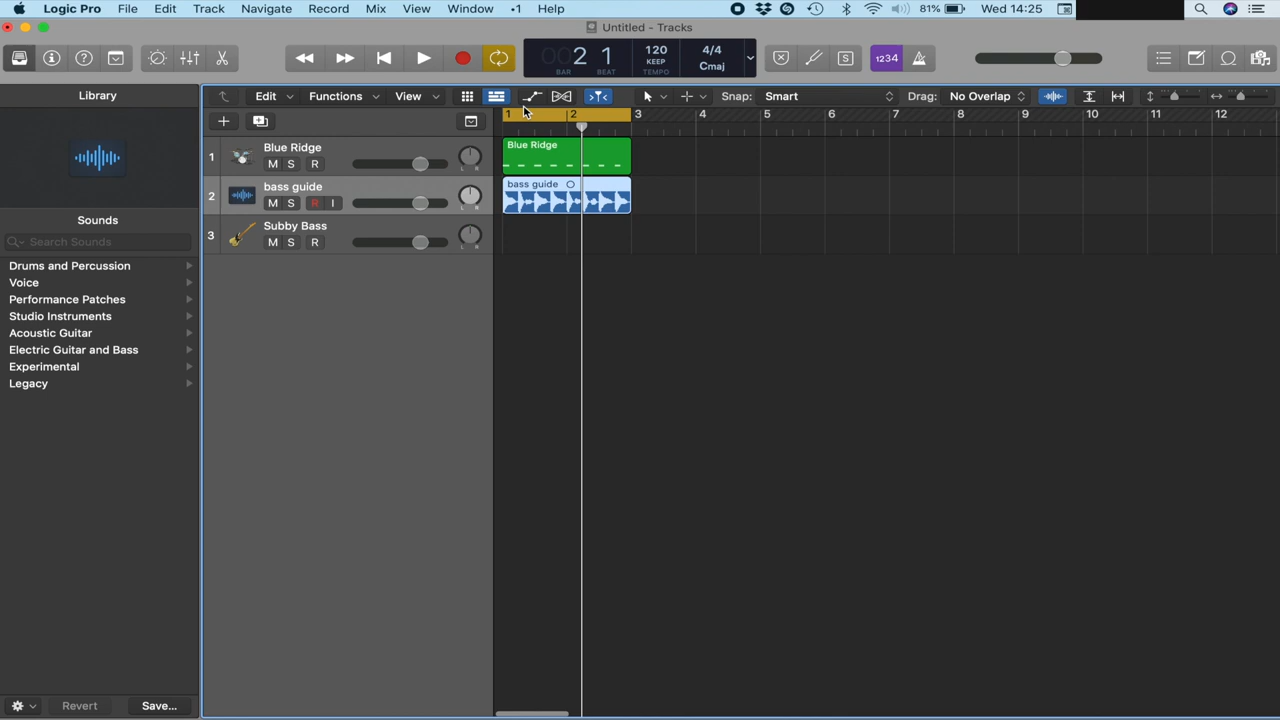 Logic Pro File Edit Track Navigate Record Mix View Window •1 Help 81% Wed 14:25
Untitled - Tracks
002 1 120 4/4
KEEP Cmaj
BAR BEAT TEMPO
1234
Library
Edit Functions View Snap: Smart Drag: No Overlap
1 2 3 4 5 6 7 8 9 10 11 12
1 Blue Ridge
M S R L R
Blue Ridge
2 bass guide
M S R I L R
bass guide
3 Subby Bass
M S R L R
Sounds
Search Sounds
Drums and Percussion
Voice
Performance Patches
Studio Instruments
Acoustic Guitar
Electric Guitar and Bass
Experimental
Legacy
Revert Save...